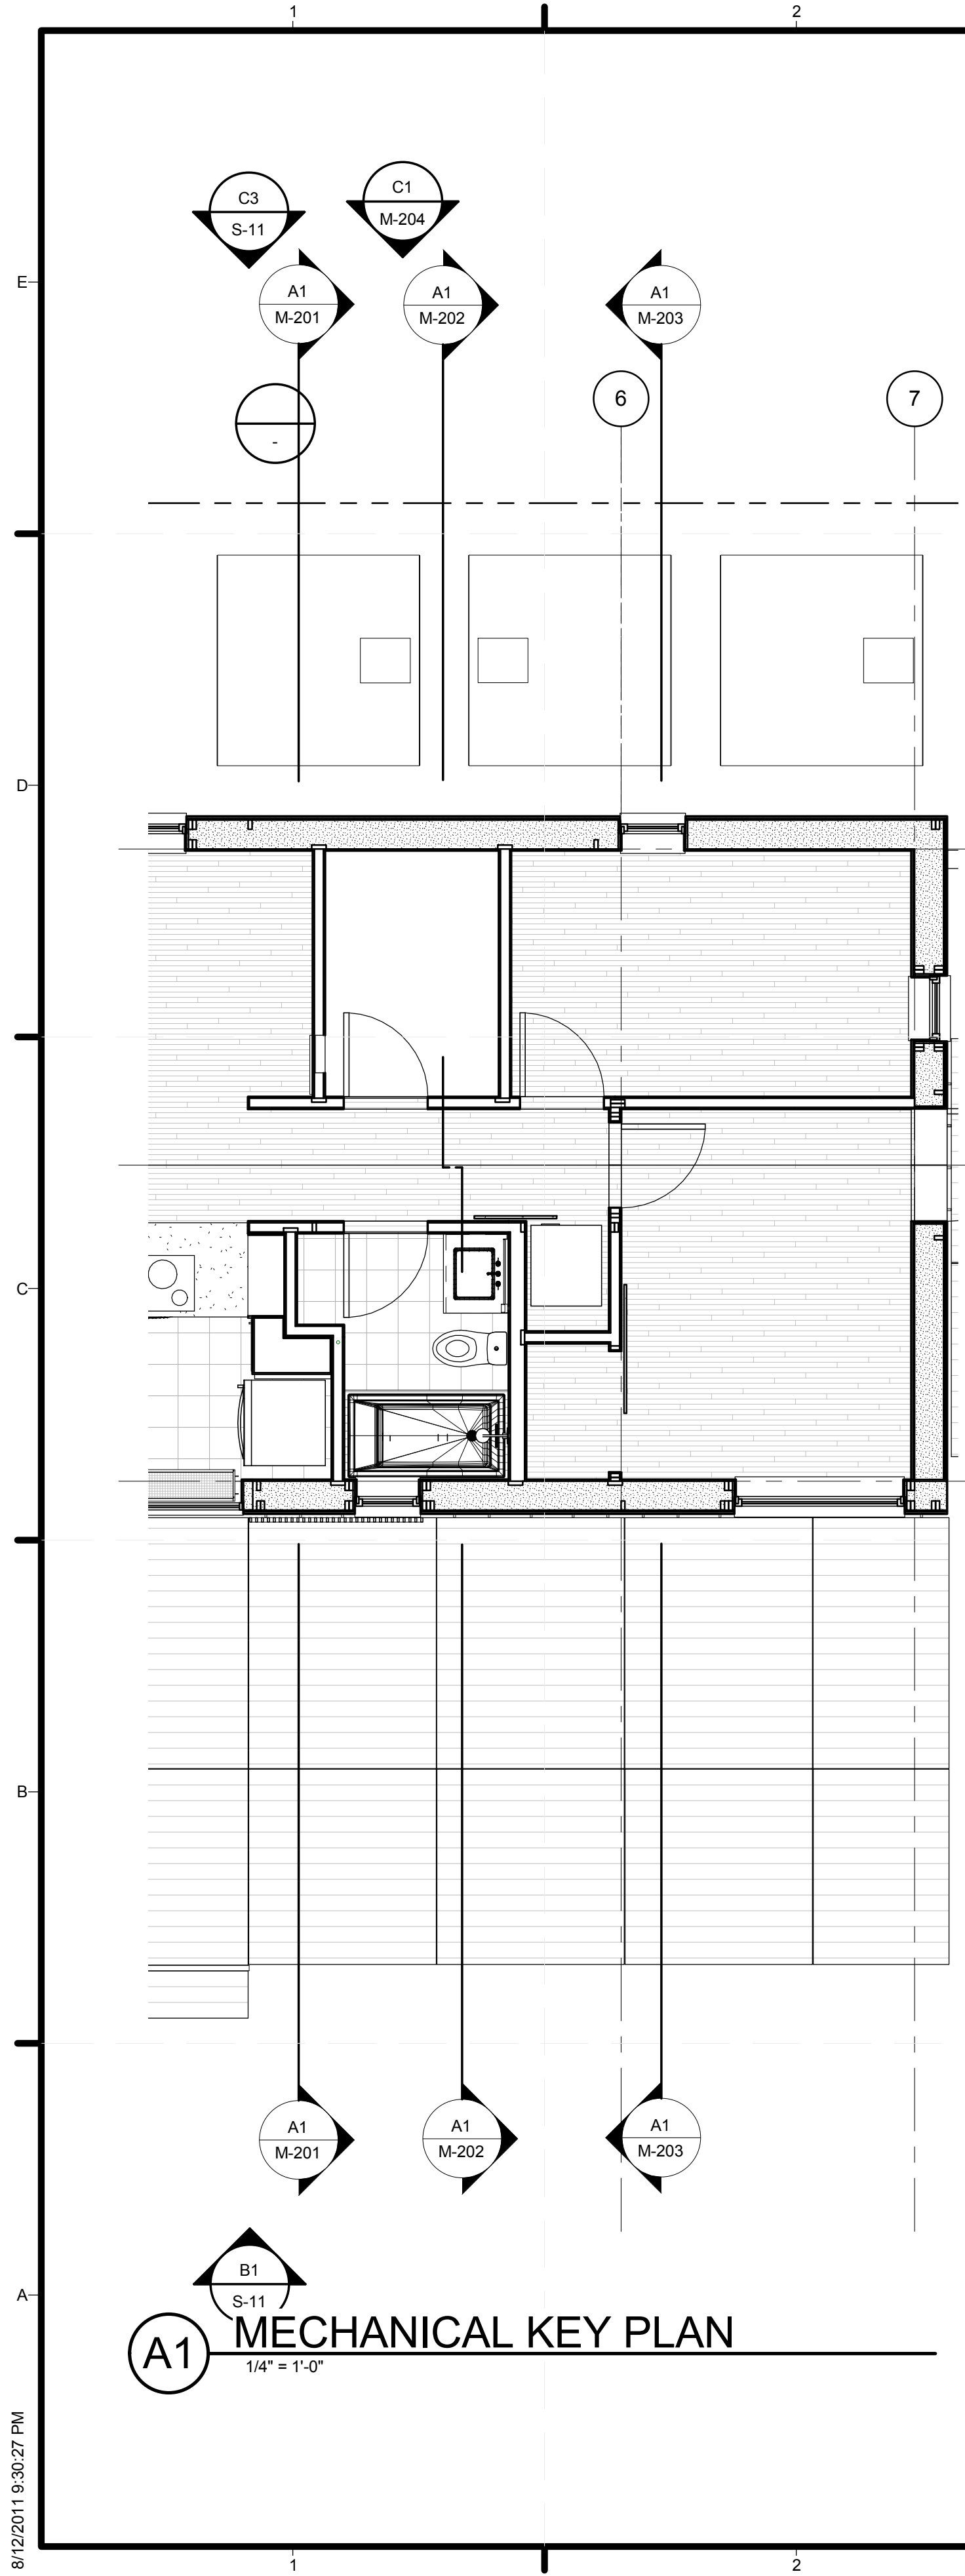 1
2
C3
S-11
C1
M-204
E
A1
M-201
A1
M-202
A1
M-203
6
7
-
D
C
B
A1
M-201
A1
M-202
A1
M-203
B1
S-11
A
A1
MECHANICAL KEY PLAN
1/4" = 1'-0"
8/12/2011 9:30:27 PM
1
2